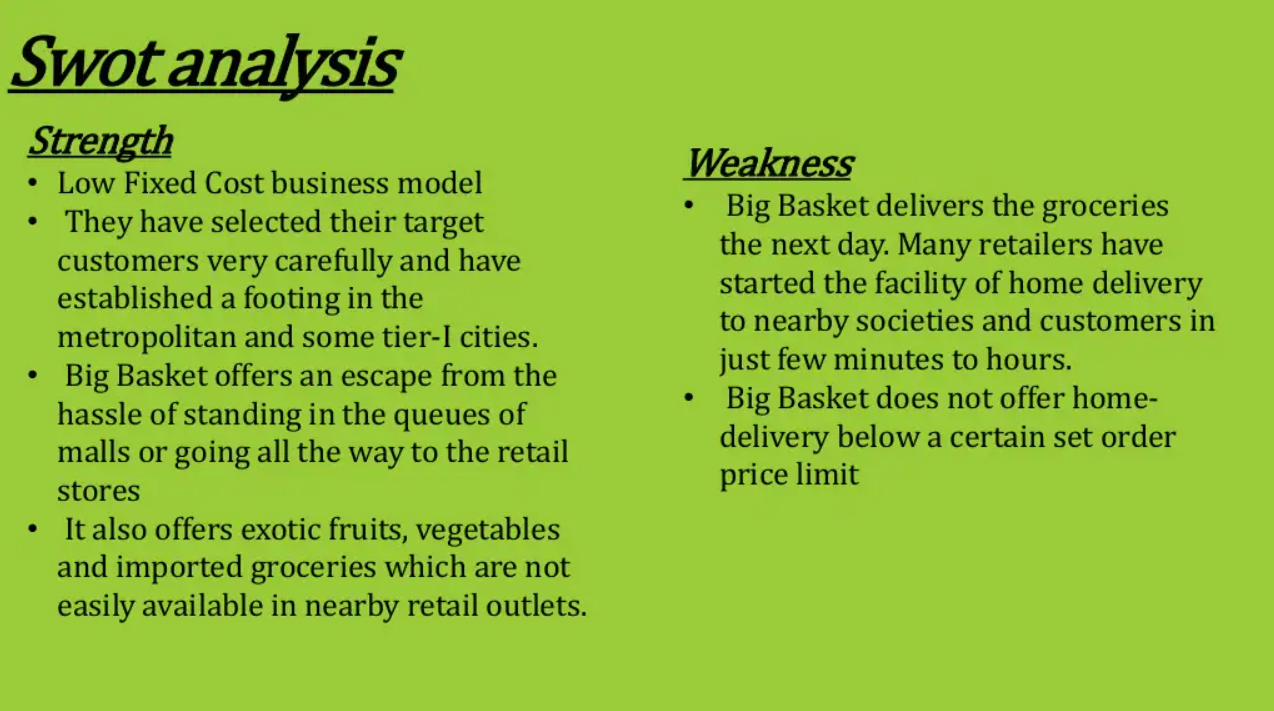 Swot analysis
Strength
• Low Fixed Cost business model
• They have selected their target
customers very carefully and have
established a footing in the
metropolitan and some tier-I cities.
• Big Basket offers an escape from the
hassle of standing in the queues of
malls or going all the way to the retail
stores
• It also offers exotic fruits, vegetables
and imported groceries which are not
easily available in nearby retail outlets.
Weakness
• Big Basket delivers the groceries
the next day. Many retailers have
started the facility of home delivery
to nearby societies and customers in
just few minutes to hours.
• Big Basket does not offer home-
delivery below a certain set order
price limit